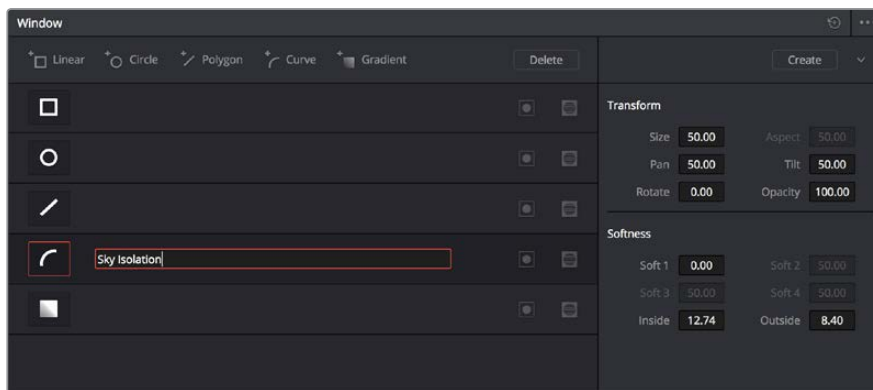 Window
Linear Circle Polygon Curve Gradient Delete Create
Transform
Size 50.00 Aspect 50.00
Pan 50.00 Tilt 50.00
Rotate 0.00 Opacity 100.00
Sky Isolation
Softness
Soft 1 0.00 Soft 2 50.00
Soft 3 50.00 Soft 4 50.00
Inside 12.74 Outside 8.40